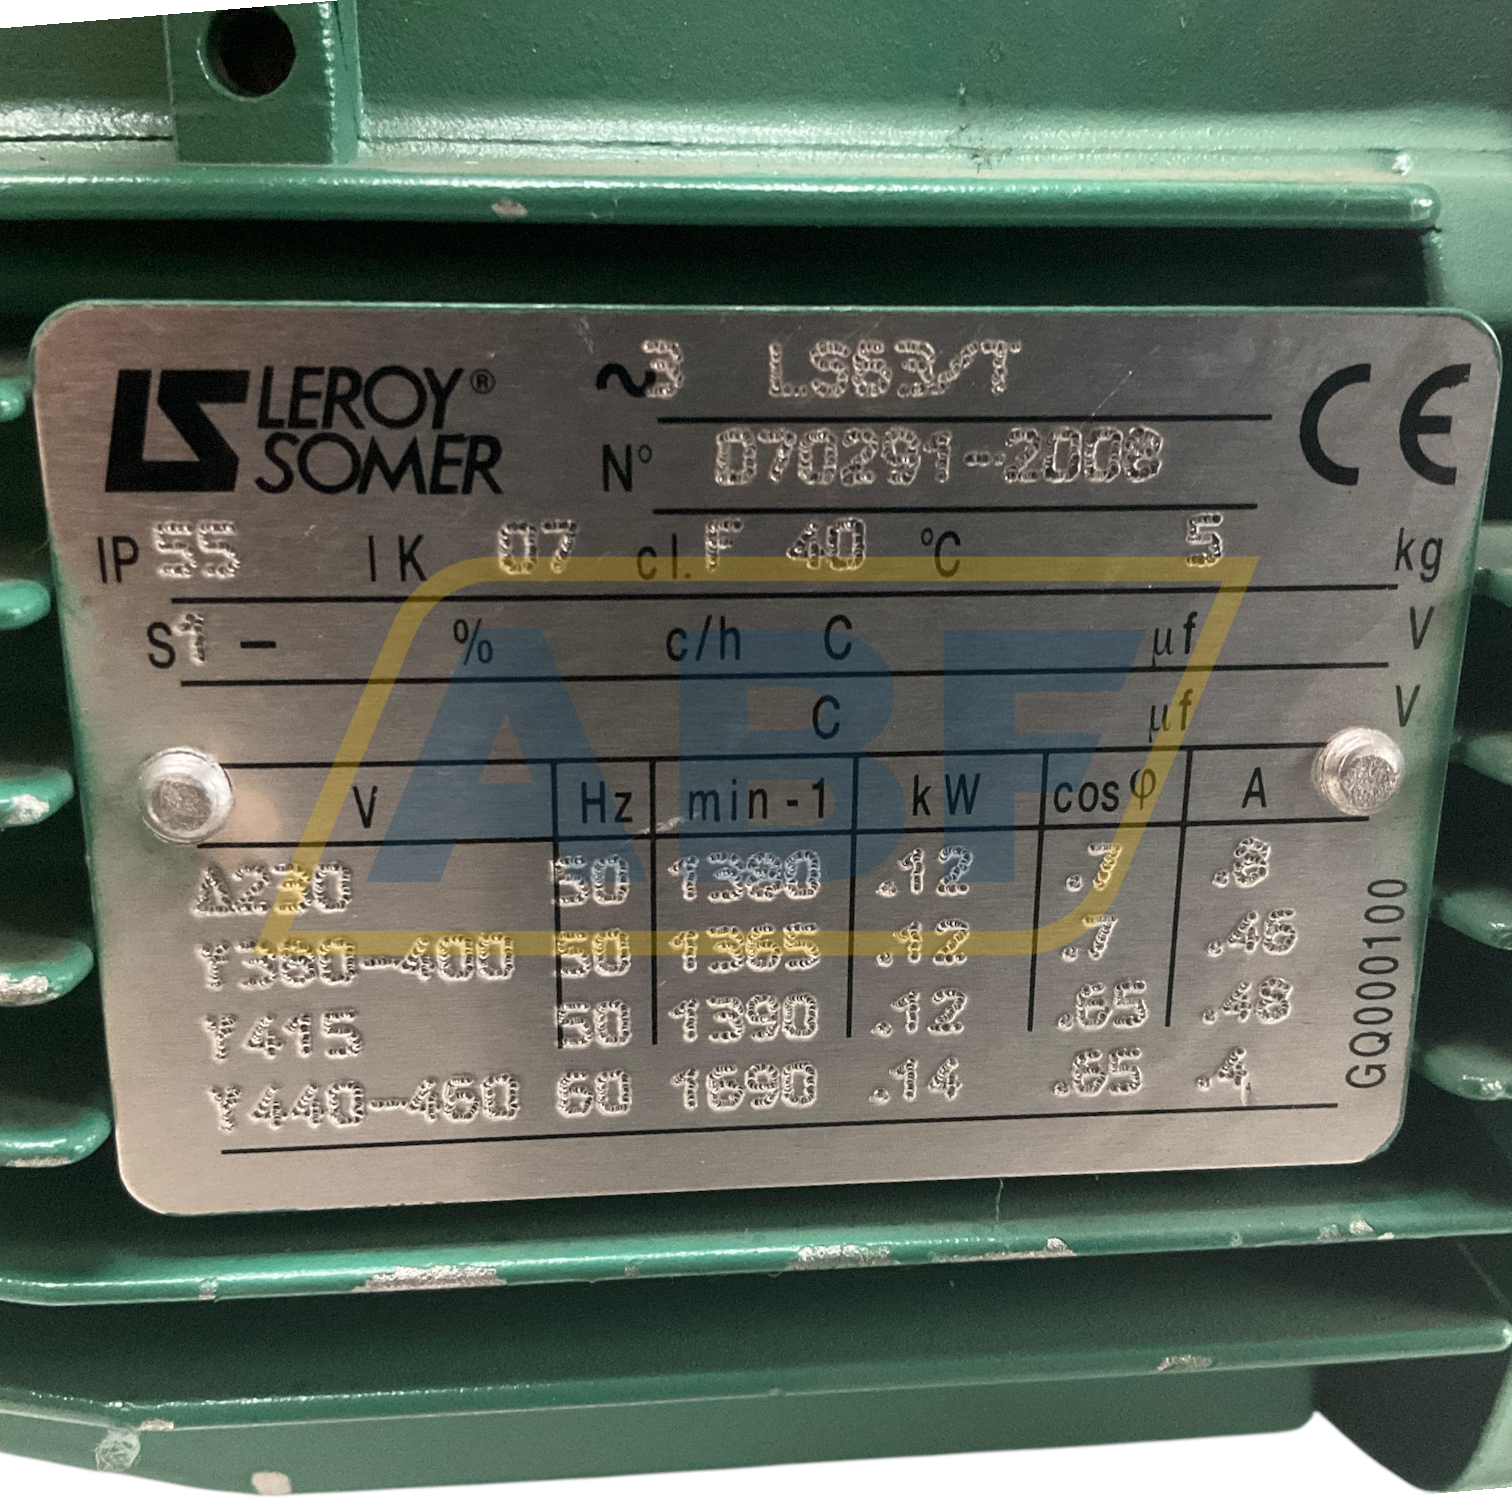 LS LEROY® SOMER
~3 LS63/T
N° D70291-2008
CE
IP 55 IK 07 cl. F 40 °C 5 kg
S1 - % c/h C µf V
C µf V
V Hz min-1 kW cosφ A
Δ230 50 1380 .12 .7 .8
Y380-400 50 1365 .12 .7 .46
Y415 50 1390 .12 .65 .48
Y440-460 60 1690 .14 .65 .4
GQ000100
ABF